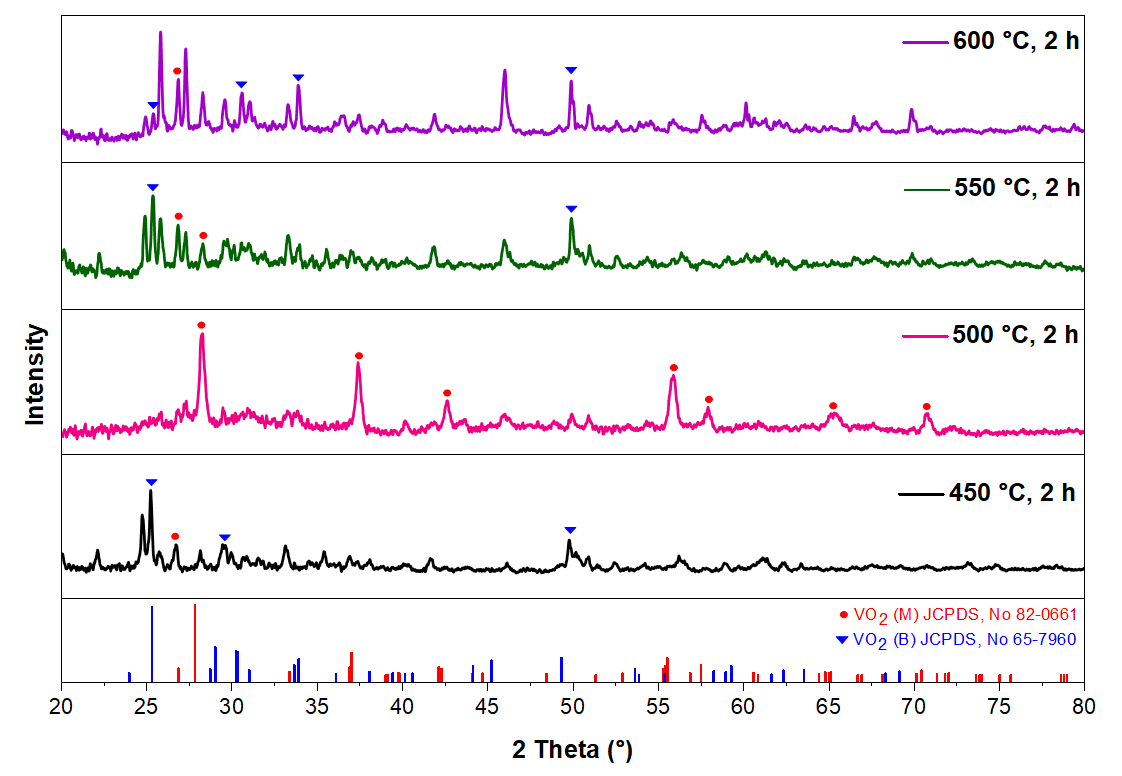 600 °C, 2 h
550 °C, 2 h
500 °C, 2 h
450 °C, 2 h
Intensity
VO2 (M) JCPDS, No 82-0661
VO2 (B) JCPDS, No 65-7960
20 25 30 35 40 45 50 55 60 65 70 75 80
2 Theta (°)